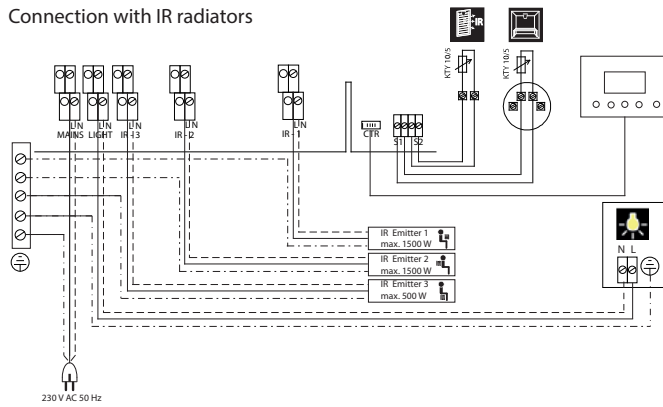 Connection with IR radiators
IR
KTY 10/5
KTY 10/5
L N
MAINS
L N
LIGHT
L N
IR - 3
L N
IR - 2
L N
IR - 1
CTR
S1
S2
IR Emitter 1
max. 1500 W
IR Emitter 2
max. 1500 W
IR Emitter 3
max. 500 W
N L
230 V AC 50 Hz